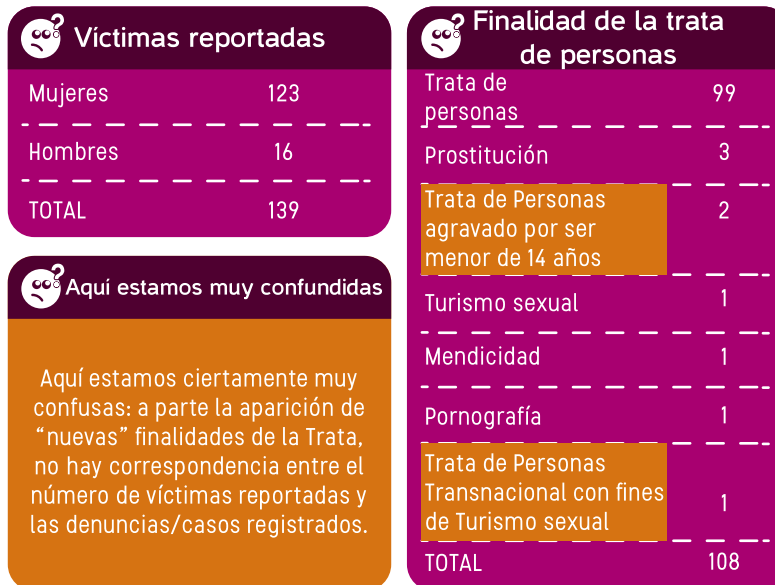 Víctimas reportadas
Mujeres 123
Hombres 16
TOTAL 139
Aquí estamos muy confundidas
Aquí estamos ciertamente muy
confusas: a parte la aparición de
“nuevas” finalidades de la Trata,
no hay correspondencia entre el
número de víctimas reportadas y
las denuncias/casos registrados.
Finalidad de la trata
de personas
Trata de
personas 99
Prostitución 3
Trata de Personas
agravado por ser 2
menor de 14 años
Turismo sexual 1
Mendicidad 1
Pornografía 1
Trata de Personas
Transnacional con fines 1
de Turismo sexual
TOTAL 108